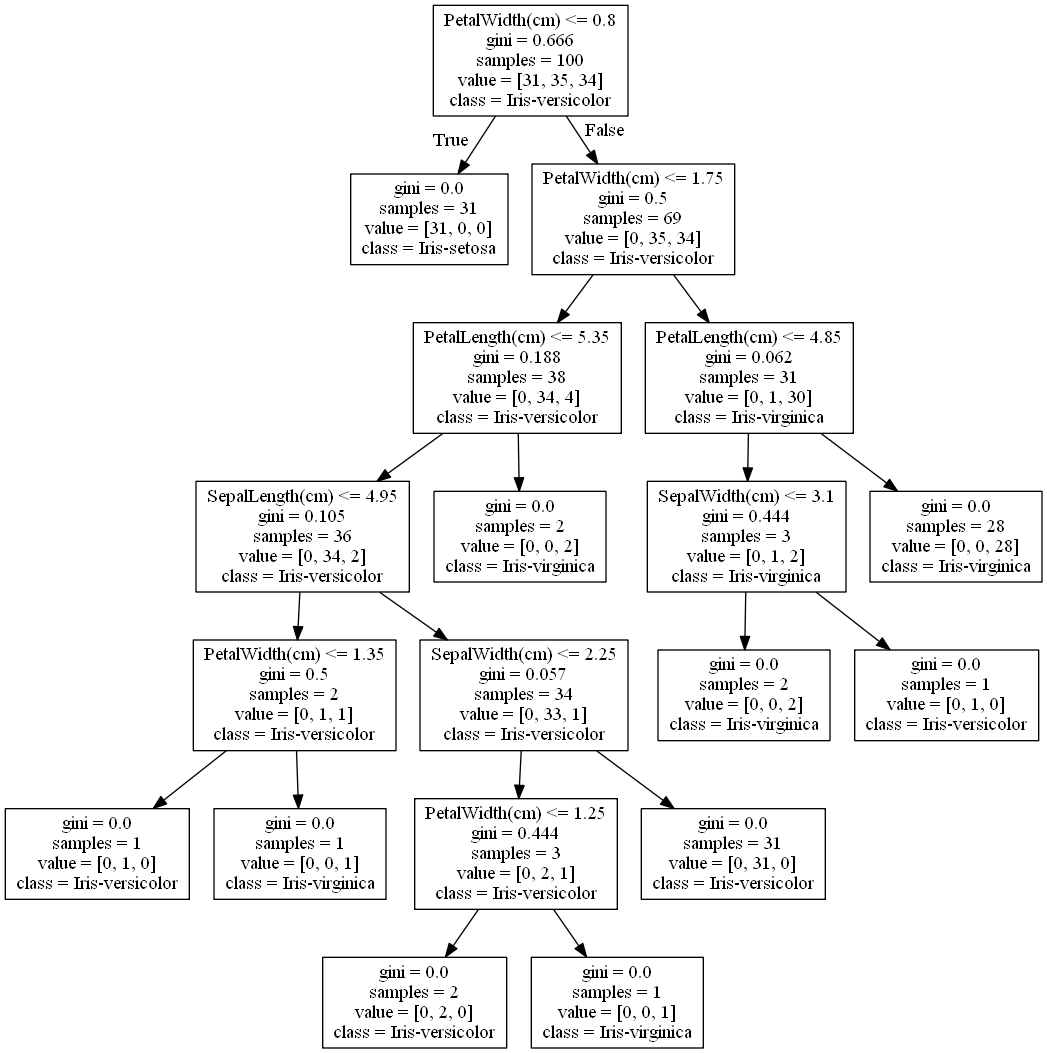 PetalWidth(cm) <= 0.8
gini = 0.666
samples = 100
value = [31, 35, 34]
class = Iris-versicolor
True
False
gini = 0.0
samples = 31
value = [31, 0, 0]
class = Iris-setosa
PetalWidth(cm) <= 1.75
gini = 0.5
samples = 69
value = [0, 35, 34]
class = Iris-versicolor
PetalLength(cm) <= 5.35
gini = 0.188
samples = 38
value = [0, 34, 4]
class = Iris-versicolor
PetalLength(cm) <= 4.85
gini = 0.062
samples = 31
value = [0, 1, 30]
class = Iris-virginica
SepalLength(cm) <= 4.95
gini = 0.105
samples = 36
value = [0, 34, 2]
class = Iris-versicolor
gini = 0.0
samples = 2
value = [0, 0, 2]
class = Iris-virginica
SepalWidth(cm) <= 3.1
gini = 0.444
samples = 3
value = [0, 1, 2]
class = Iris-virginica
gini = 0.0
samples = 28
value = [0, 0, 28]
class = Iris-virginica
PetalWidth(cm) <= 1.35
gini = 0.5
samples = 2
value = [0, 1, 1]
class = Iris-versicolor
SepalWidth(cm) <= 2.25
gini = 0.057
samples = 34
value = [0, 33, 1]
class = Iris-versicolor
gini = 0.0
samples = 2
value = [0, 0, 2]
class = Iris-virginica
gini = 0.0
samples = 1
value = [0, 1, 0]
class = Iris-versicolor
gini = 0.0
samples = 1
value = [0, 1, 0]
class = Iris-versicolor
gini = 0.0
samples = 1
value = [0, 0, 1]
class = Iris-virginica
PetalWidth(cm) <= 1.25
gini = 0.444
samples = 3
value = [0, 2, 1]
class = Iris-versicolor
gini = 0.0
samples = 31
value = [0, 31, 0]
class = Iris-versicolor
gini = 0.0
samples = 2
value = [0, 2, 0]
class = Iris-versicolor
gini = 0.0
samples = 1
value = [0, 0, 1]
class = Iris-virginica